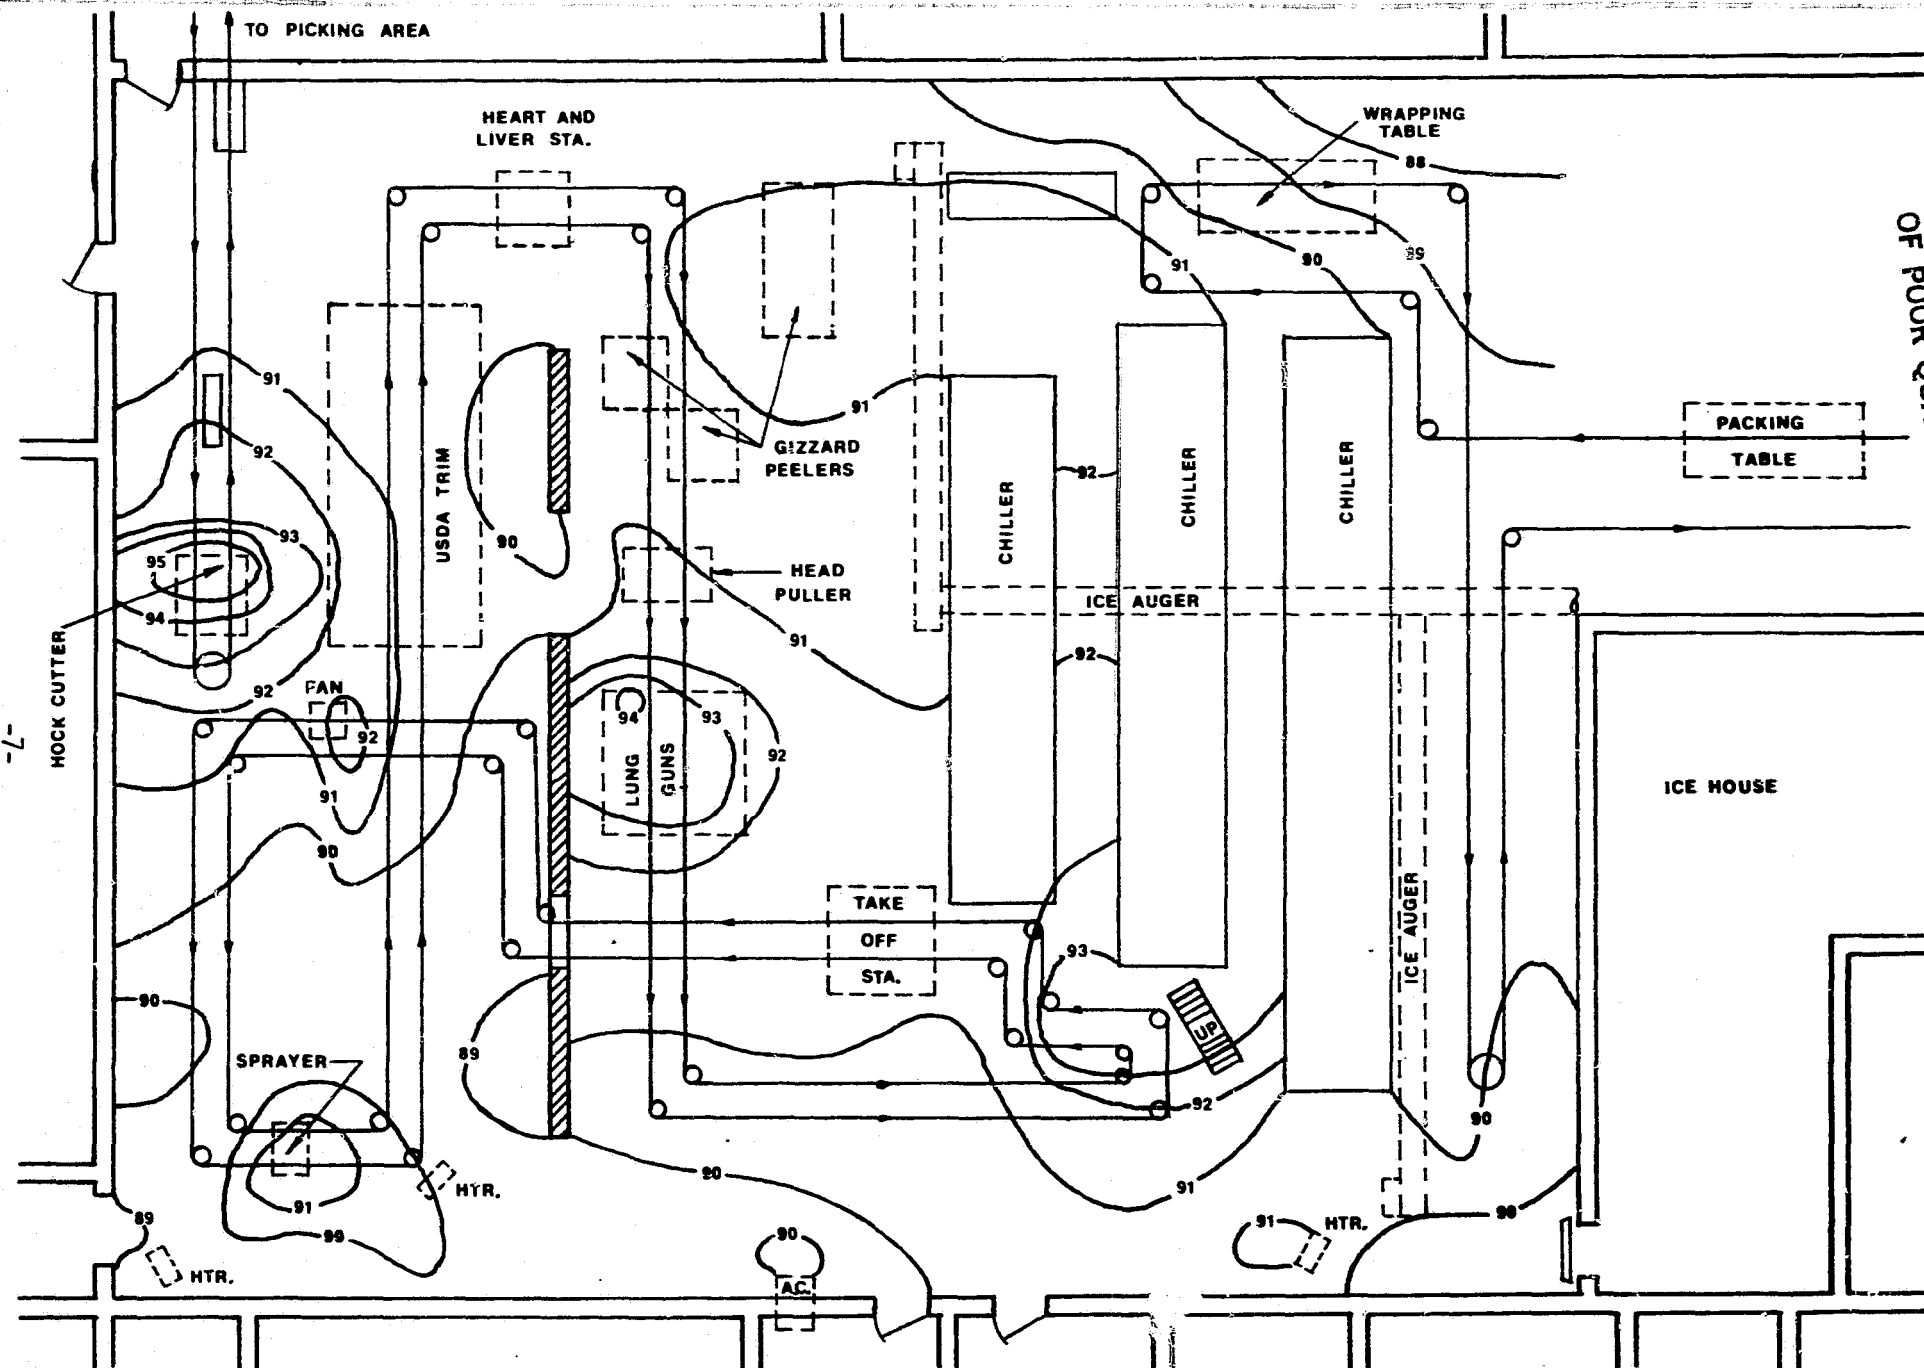 TO PICKING AREA
HEART AND
LIVER STA.
WRAPPING
TABLE
88
91
90
91
92
91
GIZZARD
PEELERS
PACKING
TABLE
USDA TRIM
CHILLER
CHILLER
CHILLER
92
93
90
95
94
HEAD
PULLER
ICE AUGER
91
92
HOCK CUTTER
92
FAN
92
94
93
92
LUNG
GUNS
91
90
ICE HOUSE
-7-
TAKE
OFF
STA.
93
ICE AUGER
90
UP
89
SPRAYER
92
90
90
91
HTR.
91
99
89
HTR.
90
A.C.
91
HTR.
90
OF POOR